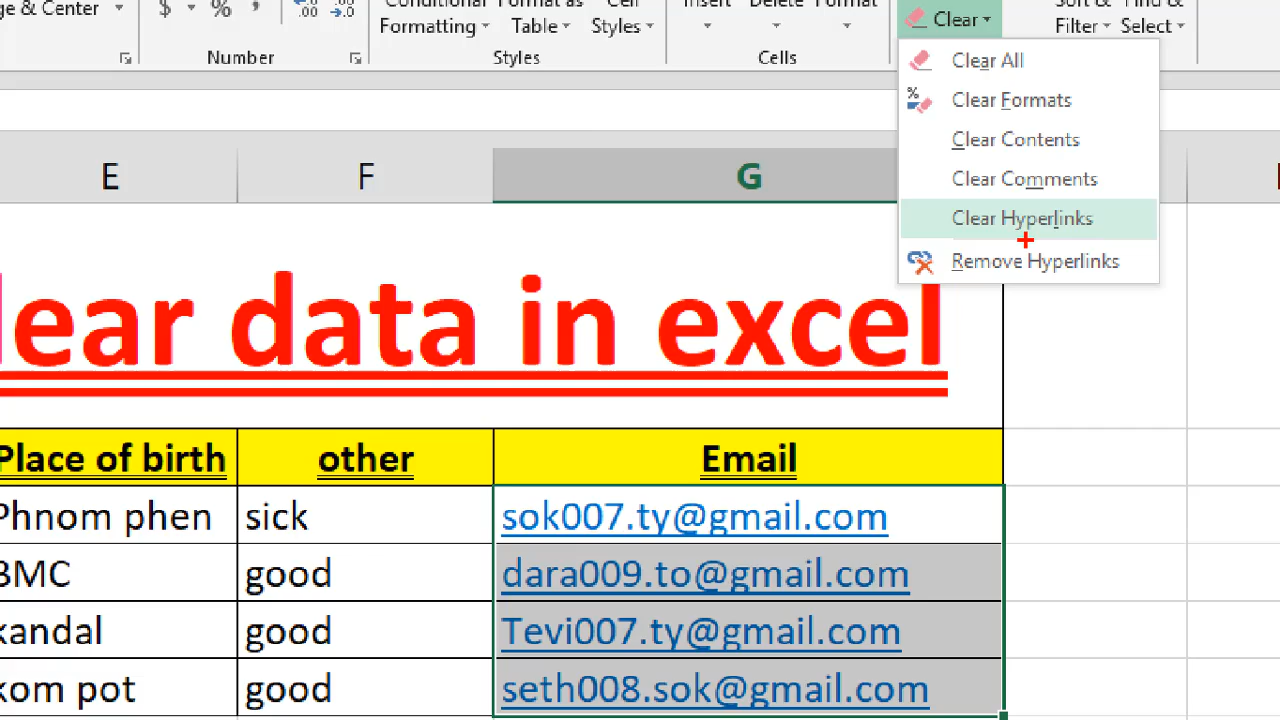 ge & Center $ % , .00 .00 Conditional Format as Cell Insert Delete Format Clear Sort & Find &
Formatting Table Styles Filter Select
Number Styles Cells
Clear All
% Clear Formats
Clear Contents
Clear Comments
Clear Hyperlinks
Remove Hyperlinks
E F G
lear data in excel
Place of birth other Email
Phnom phen sick sok007.ty@gmail.com
BMC good dara009.to@gmail.com
kandal good Tevi007.ty@gmail.com
kom pot good seth008.sok@gmail.com